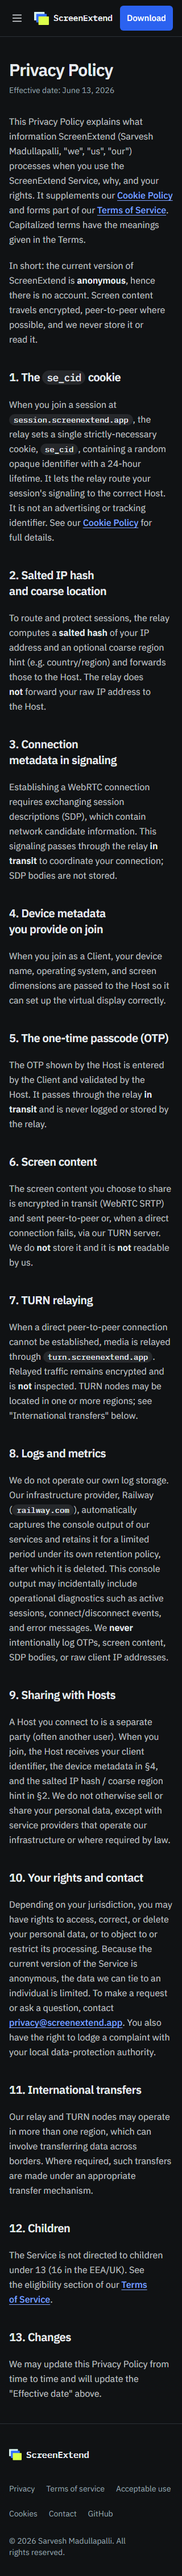 ScreenExtend Download
Privacy Policy
Effective date: June 13, 2026
This Privacy Policy explains what
information ScreenExtend (Sarvesh
Madullapalli, "we", "us", "our")
processes when you use the
ScreenExtend Service, why, and your
rights. It supplements our Cookie Policy
and forms part of our Terms of Service.
Capitalized terms have the meanings
given in the Terms.
In short: the current version of
ScreenExtend is anonymous, hence
there is no account. Screen content
travels encrypted, peer-to-peer where
possible, and we never store it or
read it.
1. The se_cid cookie
When you join a session at
session.screenextend.app, the
relay sets a single strictly-necessary
cookie, se_cid, containing a random
opaque identifier with a 24-hour
lifetime. It lets the relay route your
session's signaling to the correct Host.
It is not an advertising or tracking
identifier. See our Cookie Policy for
full details.
2. Salted IP hash
and coarse location
To route and protect sessions, the relay
computes a salted hash of your IP
address and an optional coarse region
hint (e.g. country/region) and forwards
those to the Host. The relay does
not forward your raw IP address to
the Host.
3. Connection
metadata in signaling
Establishing a WebRTC connection
requires exchanging session
descriptions (SDP), which contain
network candidate information. This
signaling passes through the relay in
transit to coordinate your connection;
SDP bodies are not stored.
4. Device metadata
you provide on join
When you join as a Client, your device
name, operating system, and screen
dimensions are passed to the Host so it
can set up the virtual display correctly.
5. The one-time passcode (OTP)
The OTP shown by the Host is entered
by the Client and validated by the
Host. It passes through the relay in
transit and is never logged or stored by
the relay.
6. Screen content
The screen content you choose to share
is encrypted in transit (WebRTC SRTP)
and sent peer-to-peer or, when a direct
connection fails, via our TURN server.
We do not store it and it is not readable
by us.
7. TURN relaying
When a direct peer-to-peer connection
cannot be established, media is relayed
through turn.screenextend.app.
Relayed traffic remains encrypted and
is not inspected. TURN nodes may be
located in one or more regions; see
"International transfers" below.
8. Logs and metrics
We do not operate our own log storage.
Our infrastructure provider, Railway
(railway.com), automatically
captures the console output of our
services and retains it for a limited
period under its own retention policy,
after which it is deleted. This console
output may incidentally include
operational diagnostics such as active
sessions, connect/disconnect events,
and error messages. We never
intentionally log OTPs, screen content,
SDP bodies, or raw client IP addresses.
9. Sharing with Hosts
A Host you connect to is a separate
party (often another user). When you
join, the Host receives your client
identifier, the device metadata in §4,
and the salted IP hash / coarse region
hint in §2. We do not otherwise sell or
share your personal data, except with
service providers that operate our
infrastructure or where required by law.
10. Your rights and contact
Depending on your jurisdiction, you may
have rights to access, correct, or delete
your personal data, or to object to or
restrict its processing. Because the
current version of the Service is
anonymous, the data we can tie to an
individual is limited. To make a request
or ask a question, contact
privacy@screenextend.app. You also
have the right to lodge a complaint with
your local data-protection authority.
11. International transfers
Our relay and TURN nodes may operate
in more than one region, which can
involve transferring data across
borders. Where required, such transfers
are made under an appropriate
transfer mechanism.
12. Children
The Service is not directed to children
under 13 (16 in the EEA/UK). See
the eligibility section of our Terms
of Service.
13. Changes
We may update this Privacy Policy from
time to time and will update the
"Effective date" above.
ScreenExtend
Privacy Terms of service Acceptable use
Cookies Contact GitHub
© 2026 Sarvesh Madullapalli. All
rights reserved.